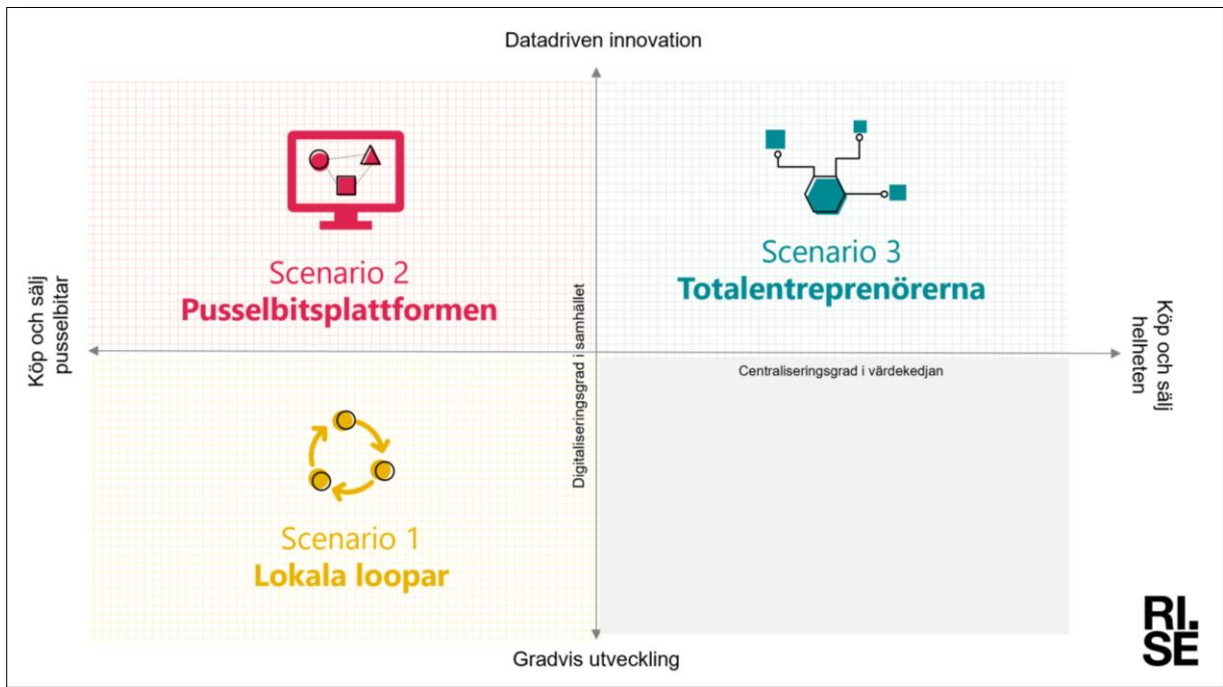 Datadriven innovation
Scenario 2
Pusselbitsplattformen
Scenario 3
Totalentreprenörerna
Köp och sälj
pusselbitar
Digitaliseringsgrad i samhället
Centraliseringsgrad i värdekedjan
Köp och sälj
helheten
Scenario 1
Lokala loopar
Gradvis utveckling
RI.
SE